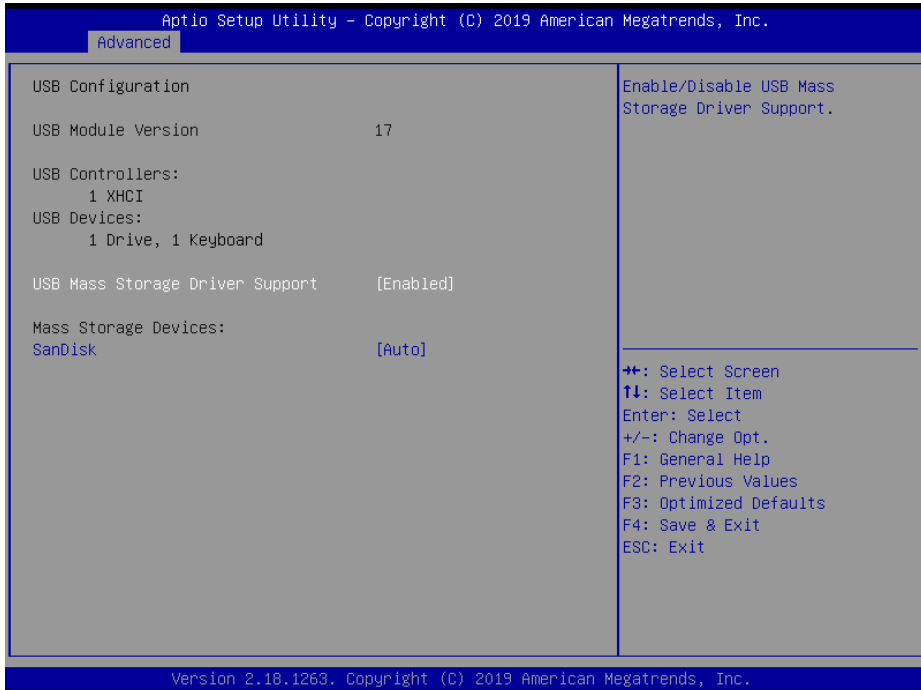 Aptio Setup Utility – Copyright (C) 2019 American Megatrends, Inc.
Advanced
USB Configuration
USB Module Version 17
USB Controllers:
1 XHCI
USB Devices:
1 Drive, 1 Keyboard
USB Mass Storage Driver Support [Enabled]
Mass Storage Devices:
SanDisk [Auto]
Enable/Disable USB Mass
Storage Driver Support.
→←: Select Screen
↑↓: Select Item
Enter: Select
+/-: Change Opt.
F1: General Help
F2: Previous Values
F3: Optimized Defaults
F4: Save & Exit
ESC: Exit
Version 2.18.1263. Copyright (C) 2019 American Megatrends, Inc.